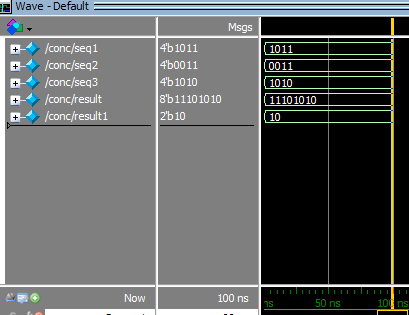 Wave - Default
Msgs
/conc/seq1 4'b1011 1011
/conc/seq2 4'b0011 0011
/conc/seq3 4'b1010 1010
/conc/result 8'b11101010 11101010
/conc/result1 2'b10 10
Now 100 ns ns 50 ns 100 ns